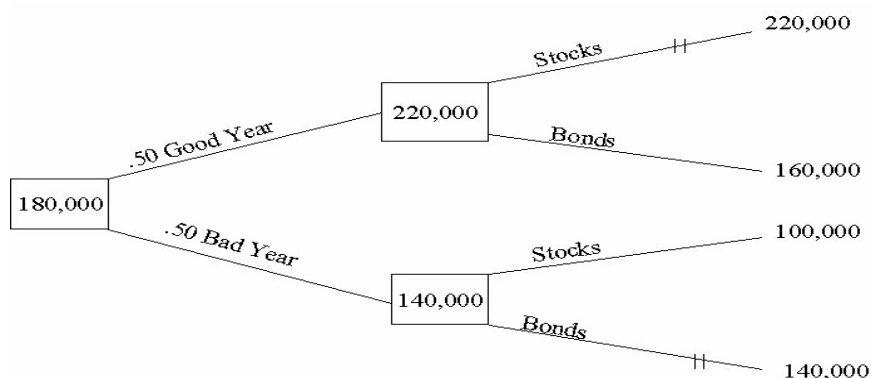 220,000
Stocks
220,000
.50 Good Year
Bonds
160,000
180,000
100,000
.50 Bad Year
Stocks
140,000
Bonds
140,000